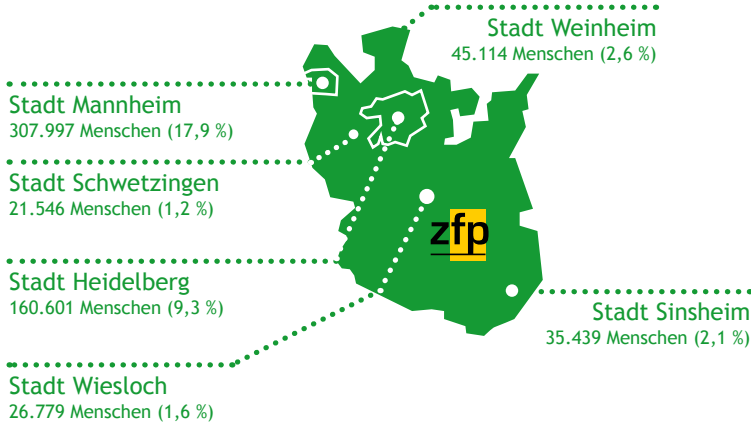 Stadt Weinheim
45.114 Menschen (2,6 %)
Stadt Mannheim
307.997 Menschen (17,9 %)
Stadt Schwetzingen
21.546 Menschen (1,2 %)
zfp
Stadt Heidelberg
160.601 Menschen (9,3 %)
Stadt Sinsheim
35.439 Menschen (2,1 %)
Stadt Wiesloch
26.779 Menschen (1,6 %)